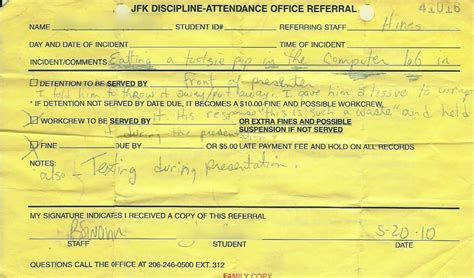 JFK DISCIPLINE-ATTENDANCE OFFICE REFERRAL 41016
NAME STUDENT ID# REFERRING STAFF Hines
DAY AND DATE OF INCIDENT TIME OF INCIDENT
INCIDENT/COMMENTS Eatting a tootsie pop in the Computer lab in
DETENTION TO BE SERVED BY Front of presenter
I told him to throw it away/put away. I gave him a tissue to wrap
IF DETENTION NOT SERVED BY DATE DUE, IT BECOMES A $10.00 FINE AND POSSIBLE WORKCREW.
it. His response "this is such a waste" and held
WORKCREW TO BE SERVED BY OR EXTRA FINES AND POSSIBLE
SUSPENSION IF NOT SERVED
it during the
FINE DUE BY OR $5.00 LATE PAYMENT FEE AND HOLD ON ALL RECORDS
NOTES:
also - Texting during presentation.
MY SIGNATURE INDICATES I RECEIVED A COPY OF THIS REFERRAL
5-20-10
STAFF STUDENT DATE
QUESTIONS CALL THE OFFICE AT 206-246-0500 EXT. 312
FAMILY COPY